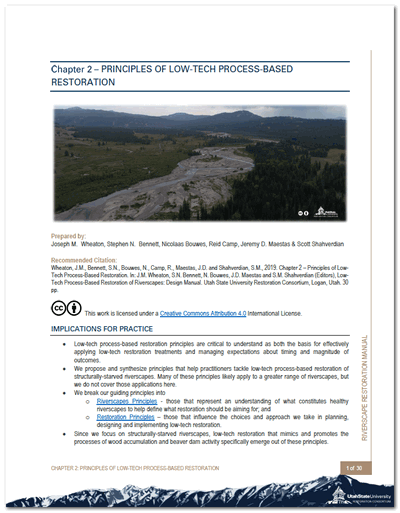 Chapter 2 – PRINCIPLES OF LOW-TECH PROCESS-BASED
RESTORATION
Prepared by:
Joseph M. Wheaton, Stephen N. Bennett, Nicolaas Bouwes, Reid Camp, Jeremy D. Maestas & Scott Shahverdian
Recommended Citation:
Wheaton, J.M., Bennett, S.N., Bouwes, N., Camp, R., Maestas, J.D. and Shahverdian, S.M., 2019. Chapter 2 – Principles of Low-
Tech Process-Based Restoration. In: J.M. Wheaton, S.N. Bennett, N. Bouwes, J.D. Maestas and S.M. Shahverdian (Editors), Low-
Tech Process-Based Restoration of Riverscapes: Design Manual. Utah State University Restoration Consortium, Logan, Utah. 30
pp.
This work is licensed under a Creative Commons Attribution 4.0 International License.
IMPLICATIONS FOR PRACTICE
• Low-tech process-based restoration principles are critical to understand as both the basis for effectively
applying low-tech restoration treatments and managing expectations about timing and magnitude of
outcomes.
• We propose and synthesize principles that help practitioners tackle low-tech process-based restoration of
structurally-starved riverscapes. Many of these principles likely apply to a greater range of riverscapes, but
we do not cover those applications here.
• We break our guiding principles into
o Riverscapes Principles - those that represent an understanding of what constitutes healthy
riverscapes to help define what restoration should be aiming for; and
o Restoration Principles – those that influence the choices and approach we take in planning,
designing and implementing low-tech restoration.
• Since we focus on structurally-starved riverscapes, low-tech restoration that mimics and promotes the
processes of wood accumulation and beaver dam activity specifically emerge out of these principles.
RIVERSCAPE RESTORATION MANUAL
CHAPTER 2: PRINCIPLES OF LOW-TECH PROCESS-BASED RESTORATION
1 of 30
UtahStateUniversity
RESTORATION CONSORTIUM